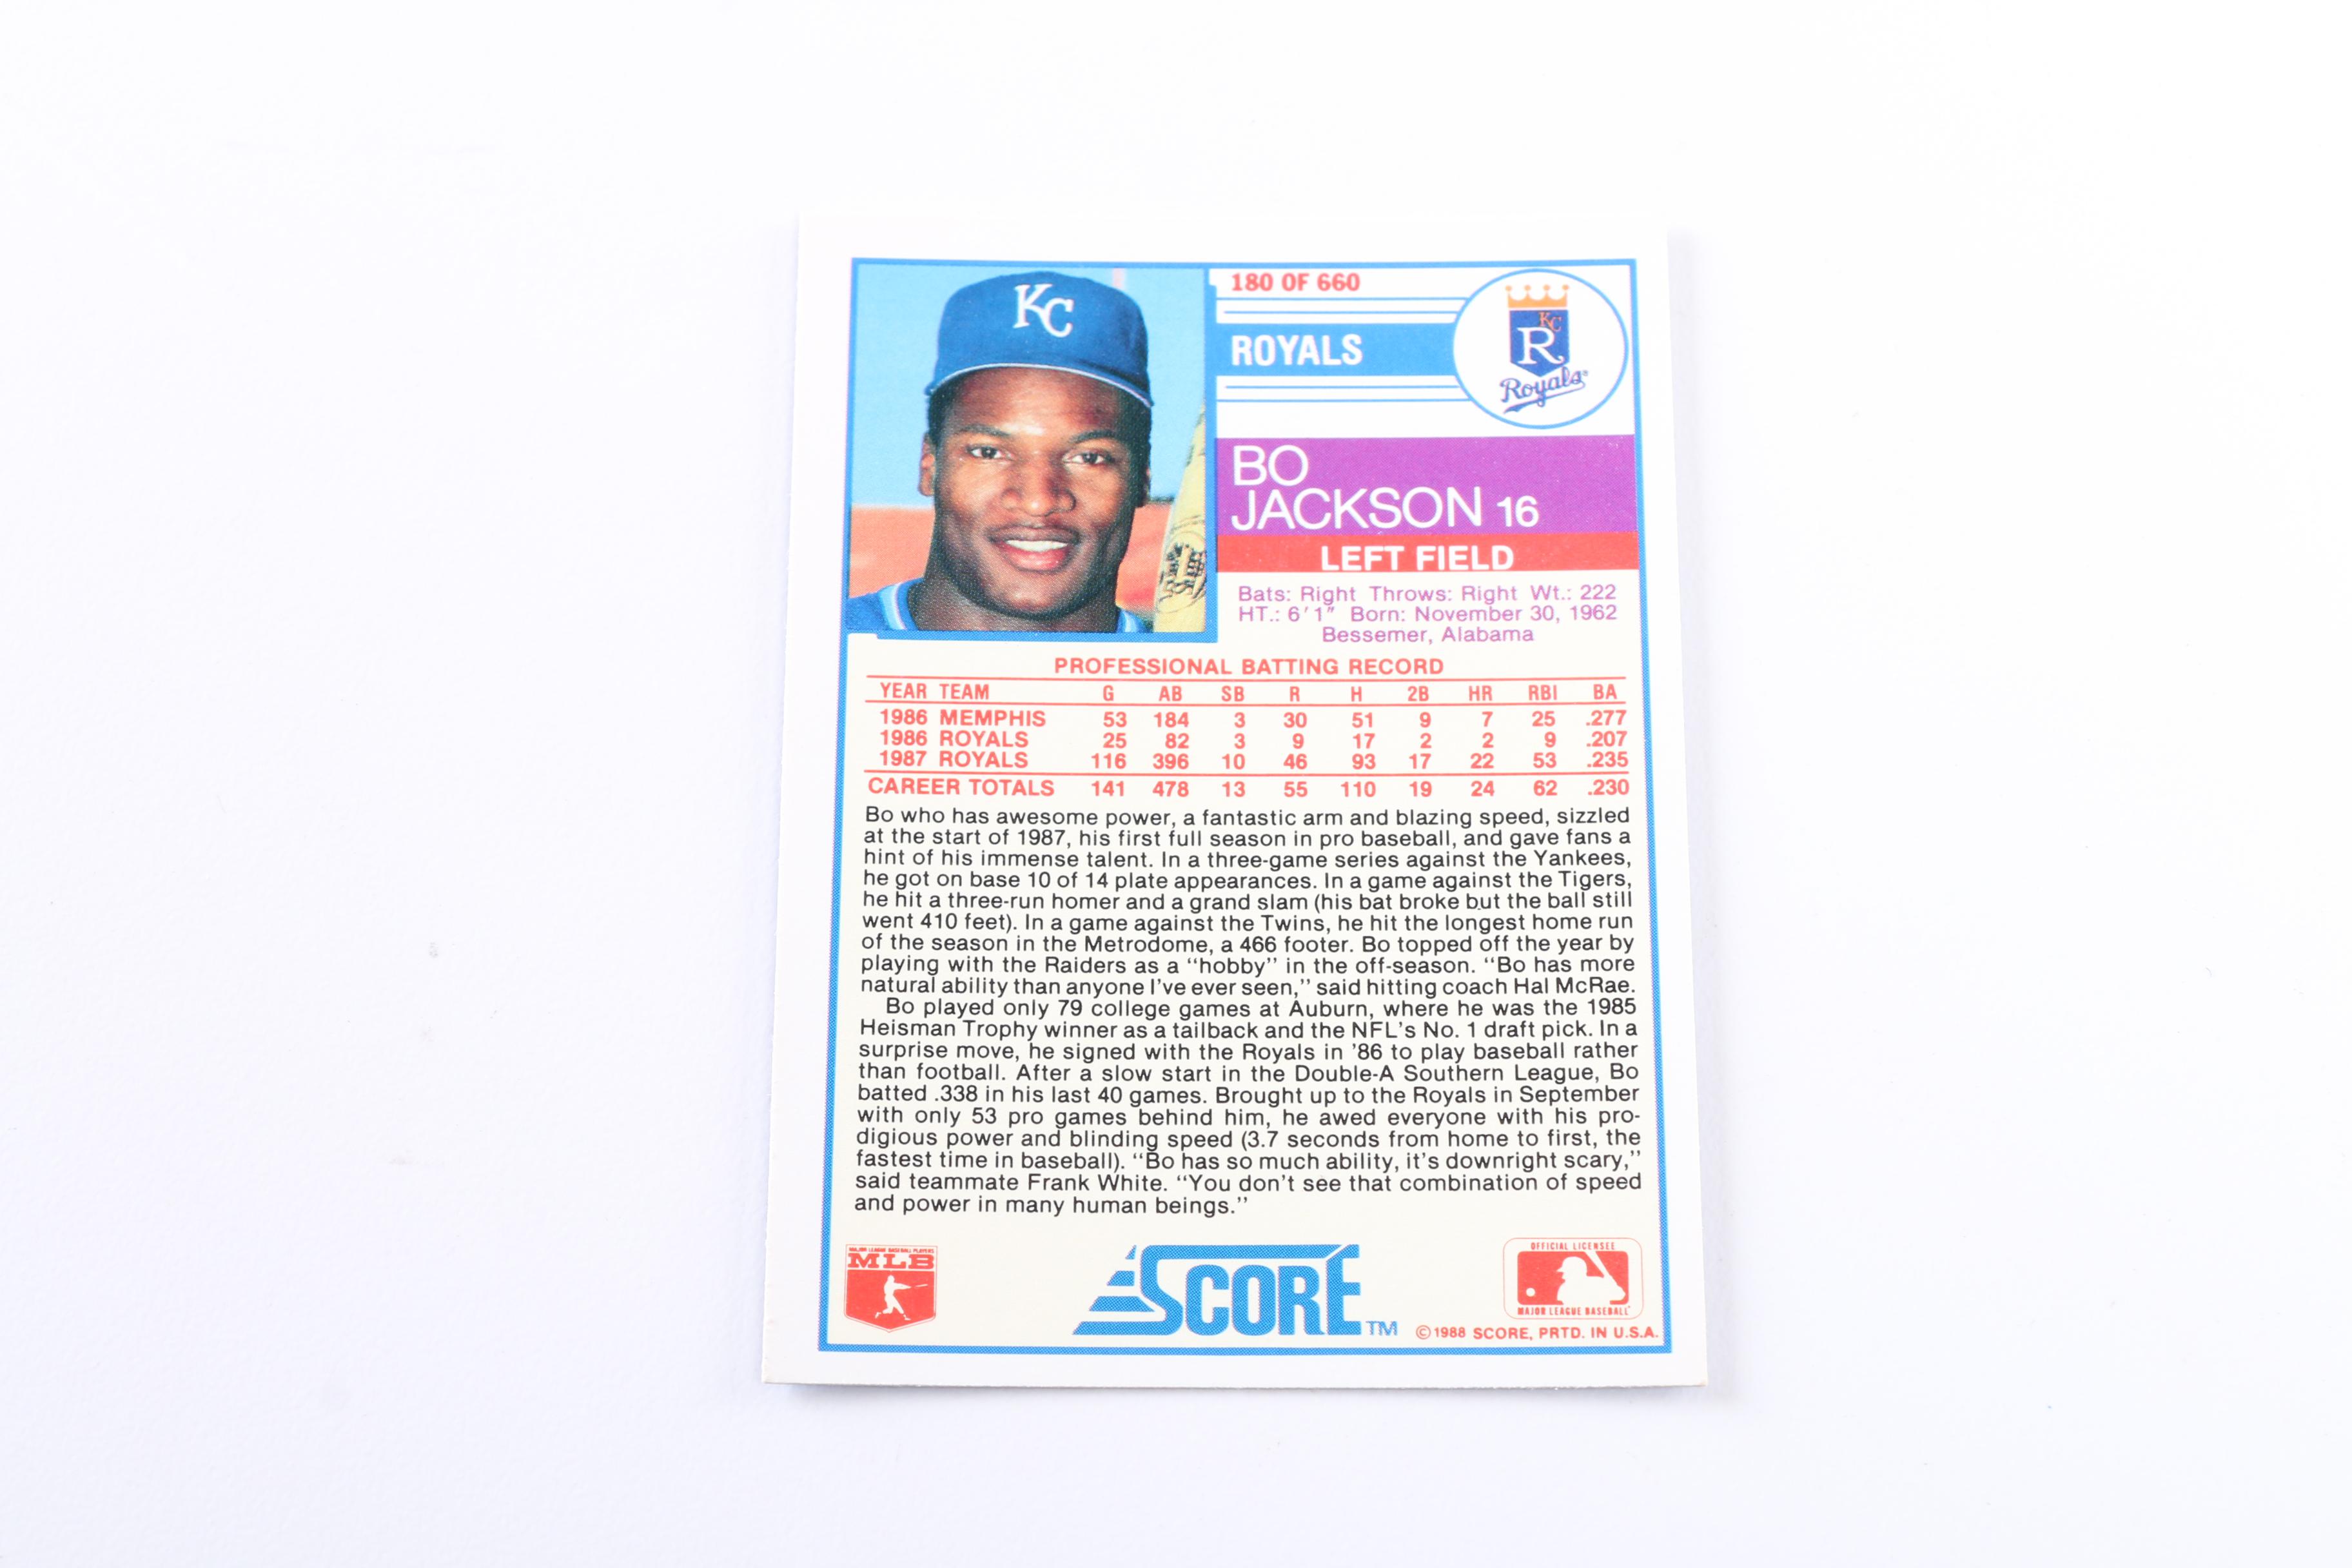 KC
180 OF 660
ROYALS
KC
R
Royals®
BO
JACKSON 16
LEFT FIELD
Bats: Right Throws: Right Wt.: 222
HT.: 6'1" Born: November 30, 1962
Bessemer, Alabama
PROFESSIONAL BATTING RECORD
YEAR TEAM G AB SB R H 2B HR RBI BA
1986 MEMPHIS 53 184 3 30 51 9 7 25 .277
1986 ROYALS 25 82 3 9 17 2 2 9 .207
1987 ROYALS 116 396 10 46 93 17 22 53 .235
CAREER TOTALS 141 478 13 55 110 19 24 62 .230
Bo who has awesome power, a fantastic arm and blazing speed, sizzled
at the start of 1987, his first full season in pro baseball, and gave fans a
hint of his immense talent. In a three-game series against the Yankees,
he got on base 10 of 14 plate appearances. In a game against the Tigers,
he hit a three-run homer and a grand slam (his bat broke but the ball still
went 410 feet). In a game against the Twins, he hit the longest home run
of the season in the Metrodome, a 466 footer. Bo topped off the year by
playing with the Raiders as a "hobby" in the off-season. "Bo has more
natural ability than anyone I've ever seen," said hitting coach Hal McRae.
Bo played only 79 college games at Auburn, where he was the 1985
Heisman Trophy winner as a tailback and the NFL's No. 1 draft pick. In a
surprise move, he signed with the Royals in '86 to play baseball rather
than football. After a slow start in the Double-A Southern League, Bo
batted .338 in his last 40 games. Brought up to the Royals in September
with only 53 pro games behind him, he awed everyone with his pro-
digious power and blinding speed (3.7 seconds from home to first, the
fastest time in baseball). "Bo has so much ability, it's downright scary,"
said teammate Frank White. "You don't see that combination of speed
and power in many human beings."
MAJOR LEAGUE BASEBALL PLAYERS
MLB
SCORE TM
OFFICIAL LICENSEE
MAJOR LEAGUE BASEBALL
©1988 SCORE, PRTD. IN U.S.A.